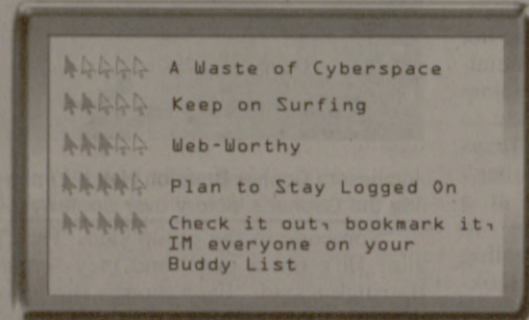 A Waste of Cyberspace
Keep on Surfing
Web-Worthy
Plan to Stay Logged On
Check it out, bookmark it,
IM everyone on your
Buddy List